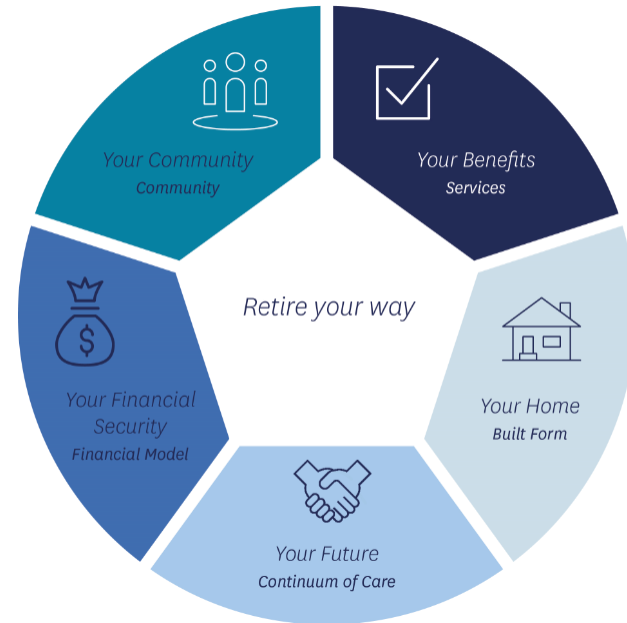 Your Community
Community
Your Benefits
Services
Retire your way
$
Your Financial
Security
Financial Model
Your Home
Built Form
Your Future
Continuum of Care